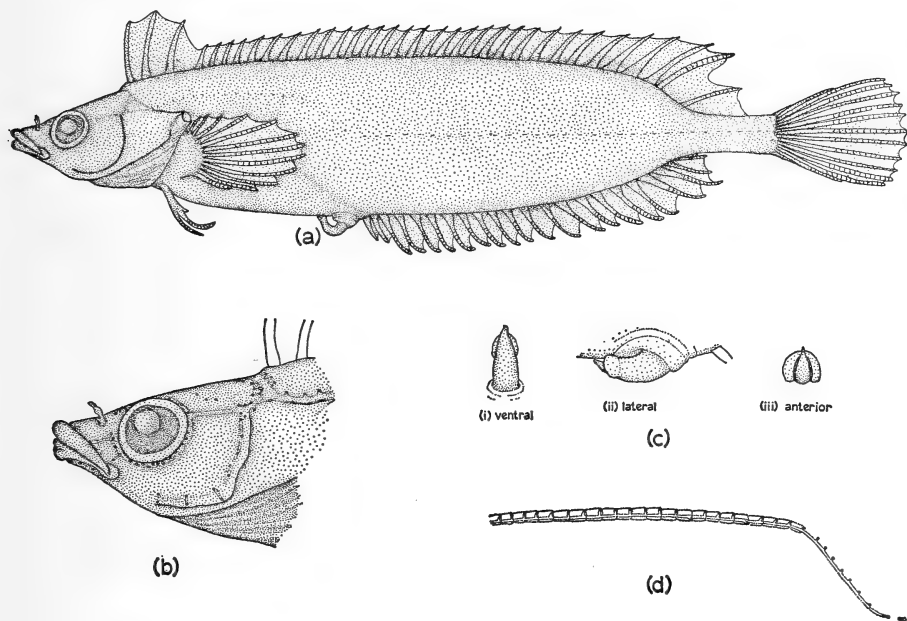 (a)
(b)
(i) ventral
(ii) lateral
(iii) anterior
(c)
(d)